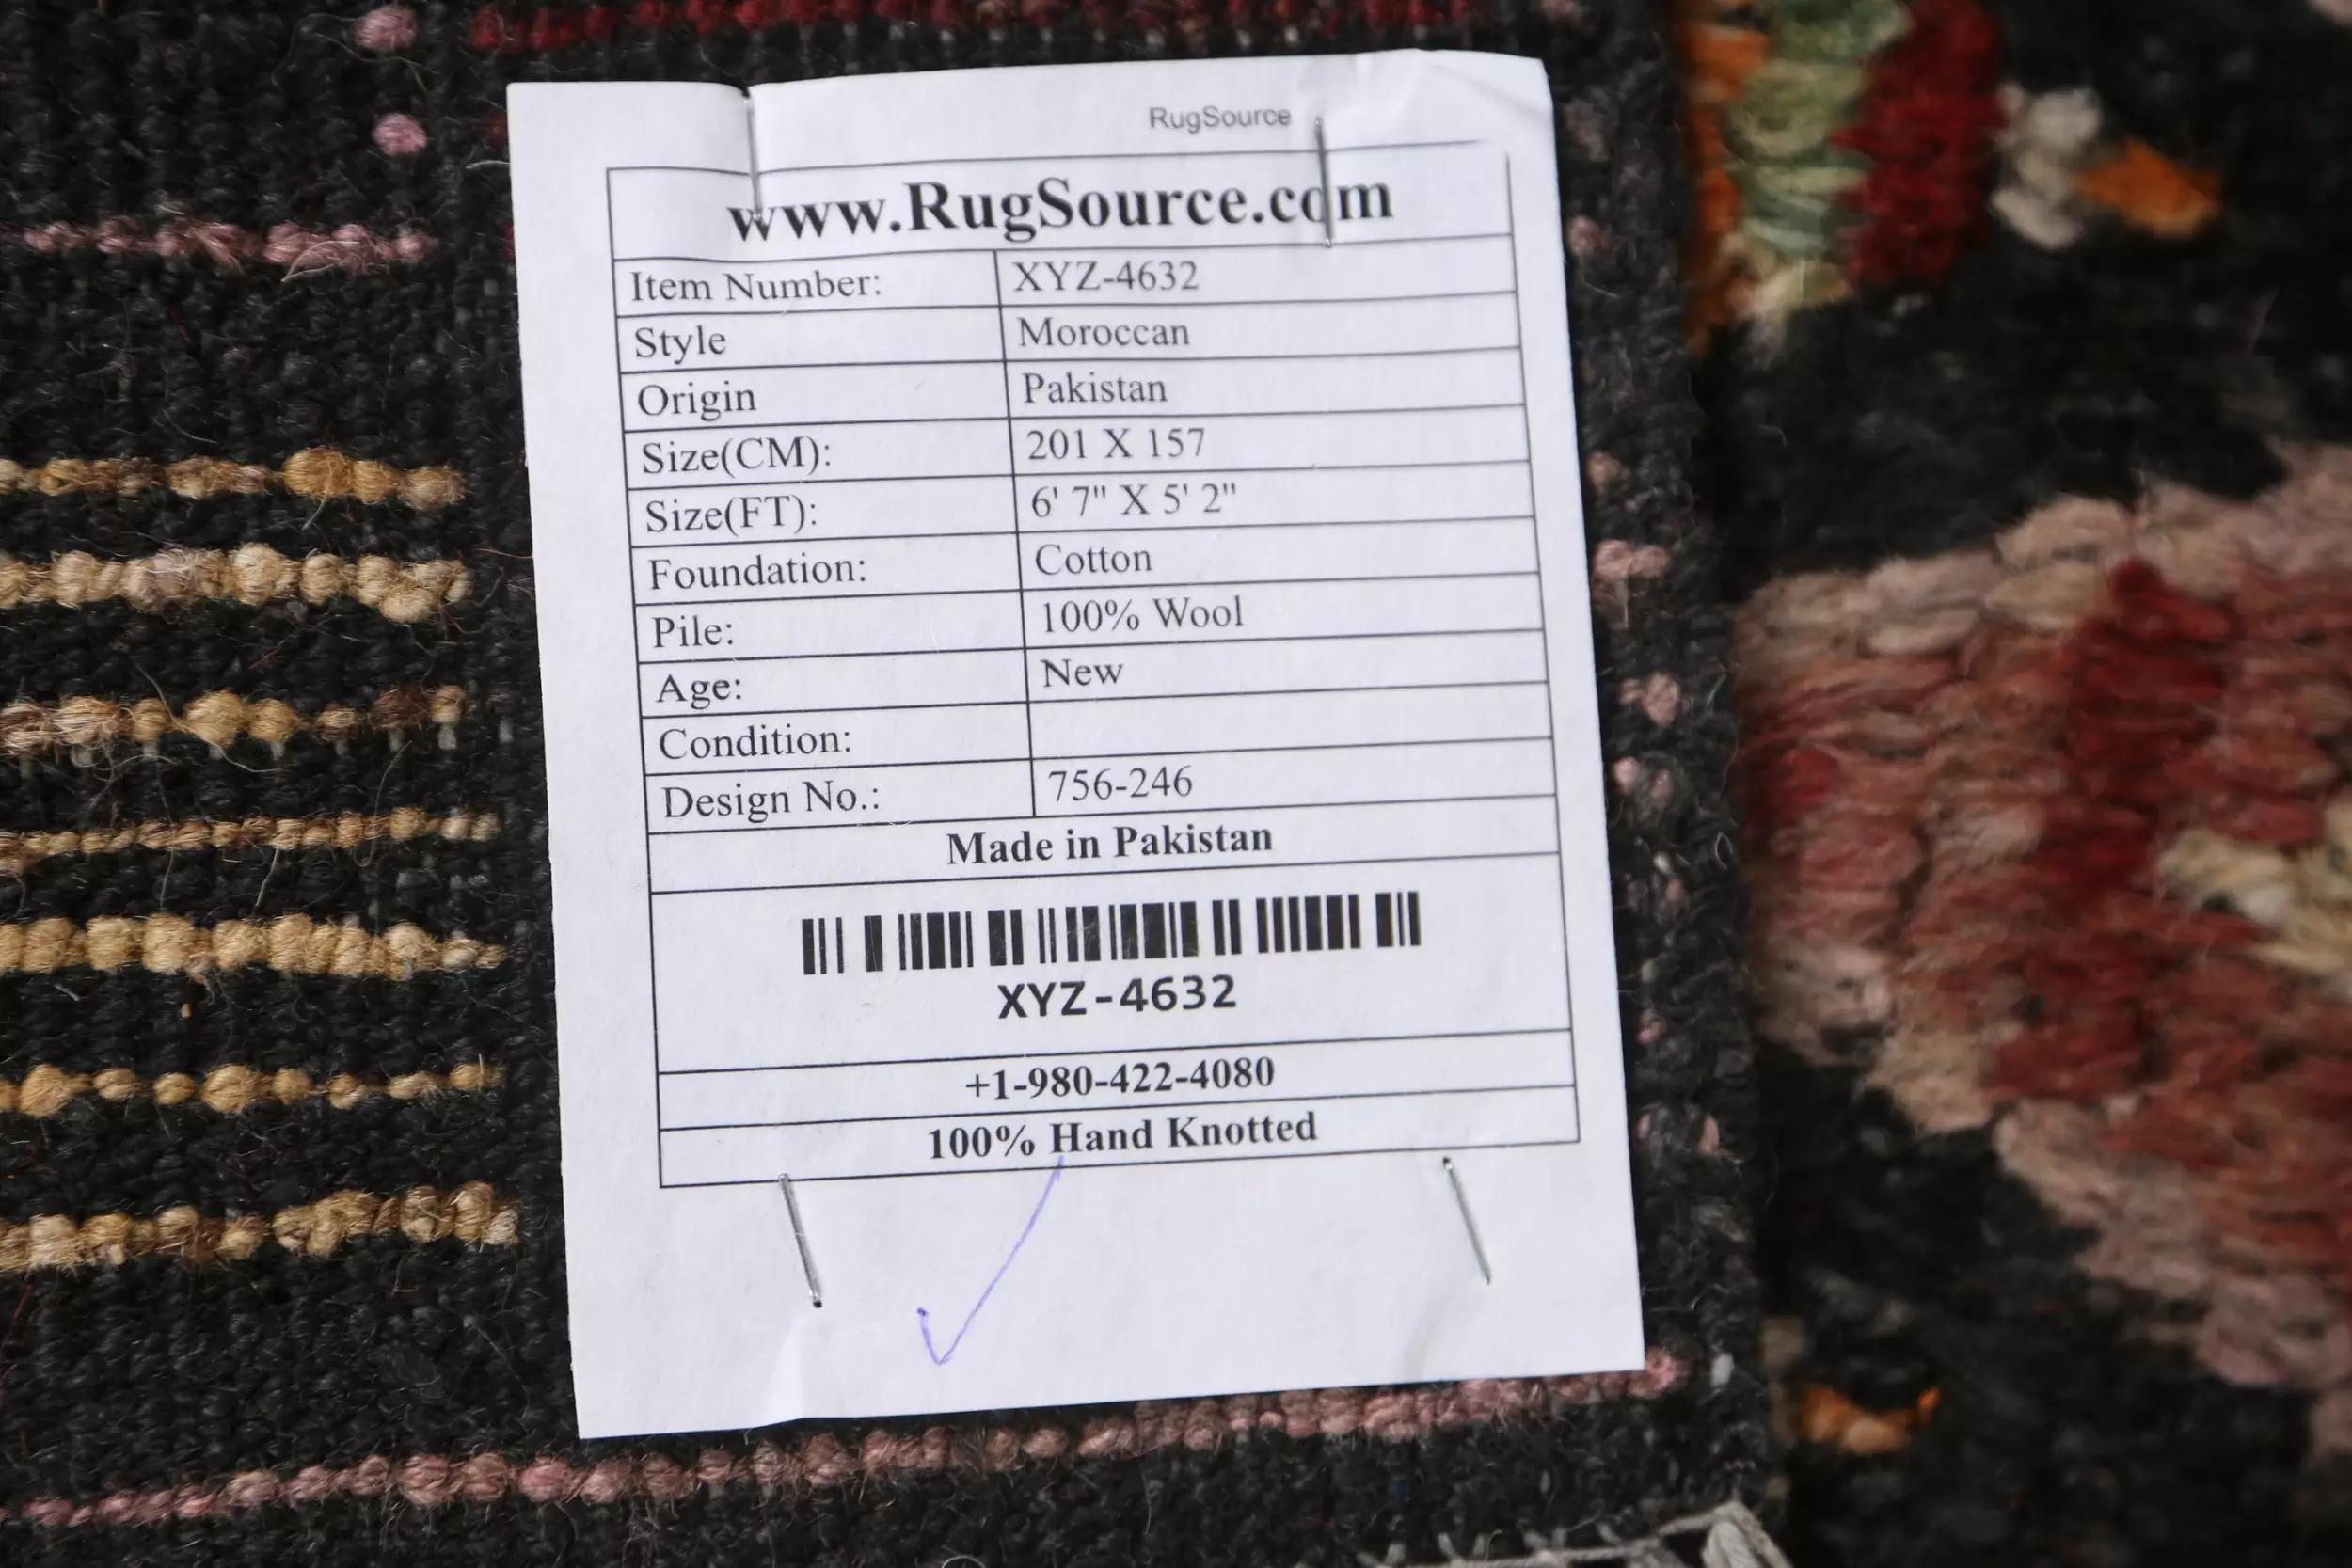 RugSource
www.RugSource.com
Item Number: XYZ-4632
Style Moroccan
Origin Pakistan
Size(CM): 201 X 157
Size(FT): 6' 7" X 5' 2"
Foundation: Cotton
Pile: 100% Wool
Age: New
Condition:
Design No.: 756-246
Made in Pakistan
XYZ-4632
+1-980-422-4080
100% Hand Knotted